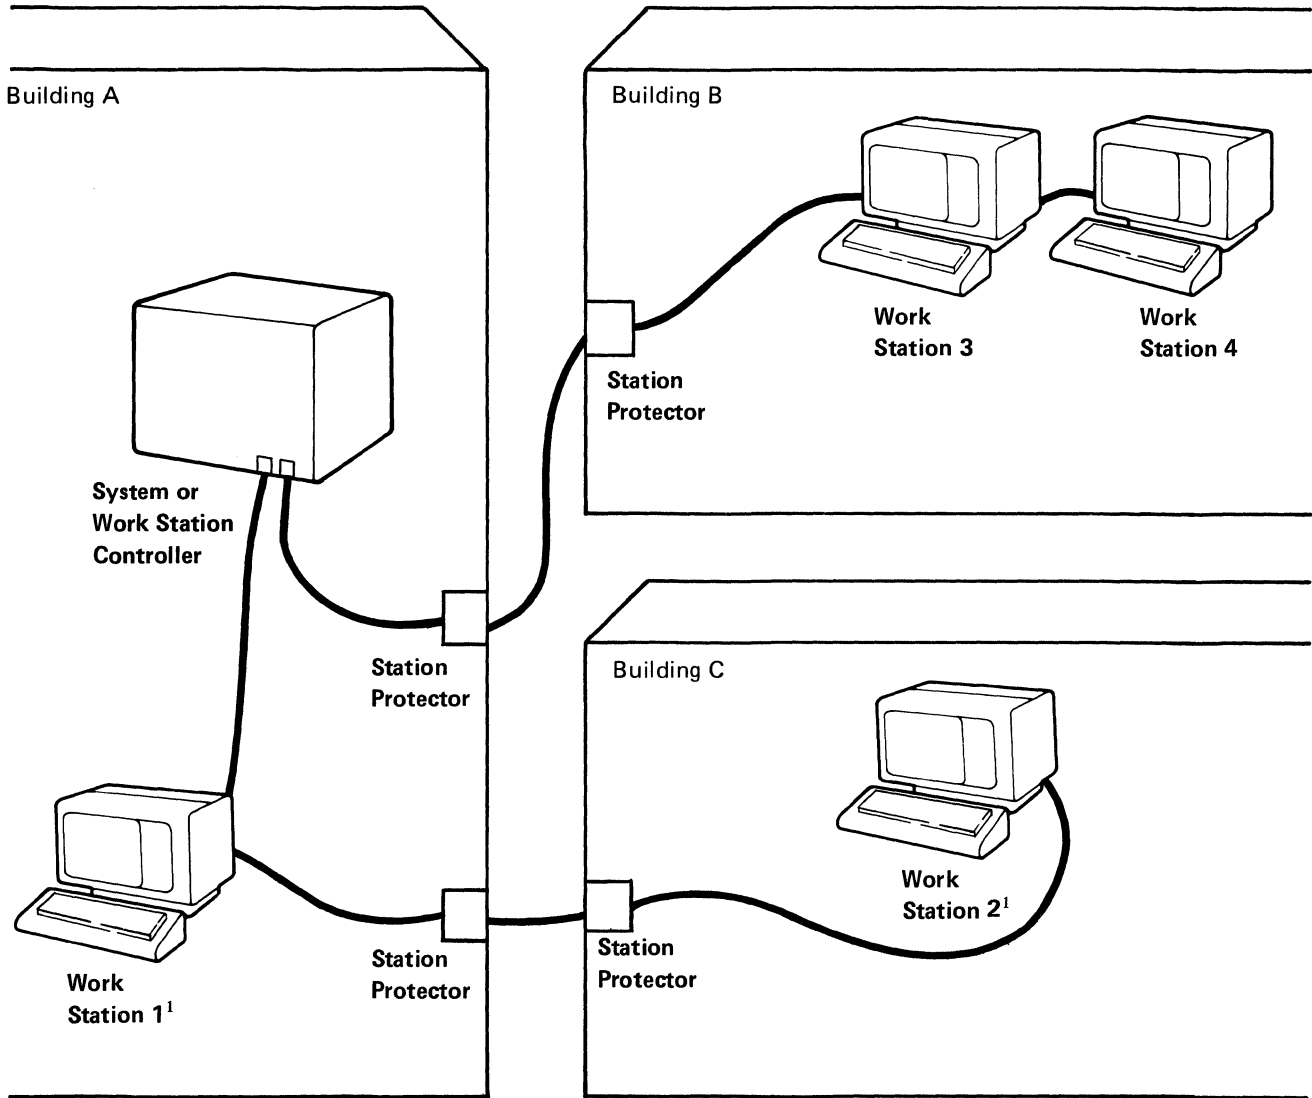 Building A
Building B
Work
Station 3
Work
Station 4
Station
Protector
System or
Work Station
Controller
Station
Protector
Building C
Work
Station 2¹
Station
Protector
Station
Protector
Work
Station 1¹